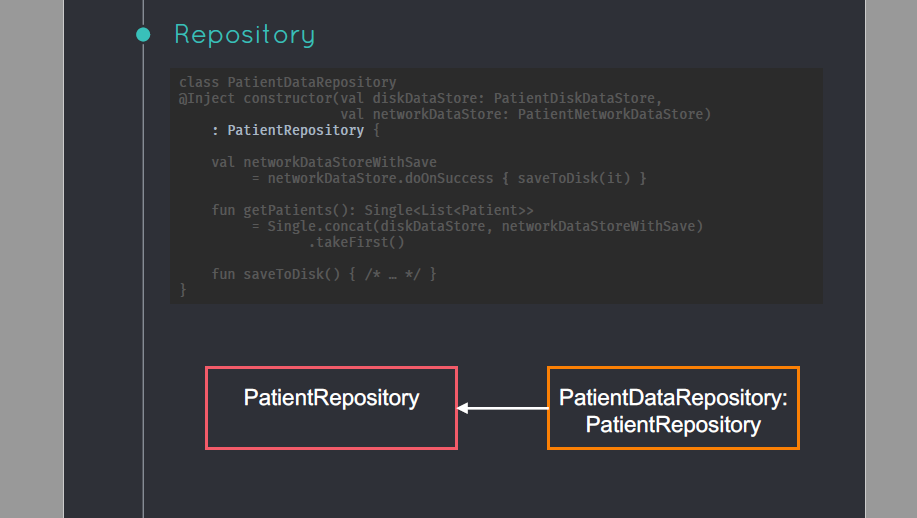 Repository
class PatientDataRepository
@Inject constructor(val diskDataStore: PatientDiskDataStore,
val networkDataStore: PatientNetworkDataStore)
: PatientRepository {
val networkDataStoreWithSave
= networkDataStore.doOnSuccess { saveToDisk(it) }
fun getPatients(): Single<List<Patient>>
= Single.concat(diskDataStore, networkDataStoreWithSave)
.takeFirst()
fun saveToDisk() { /* … */ }
}
PatientRepository
PatientDataRepository:
PatientRepository